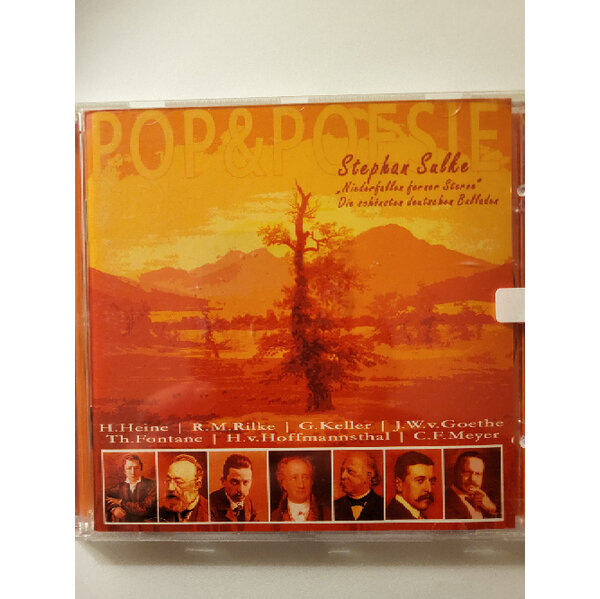 POP&POESIE
Stephan Sulke
„Niederfallen ferner Sterne"
Die schönsten deutschen Balladen
H.Heine | R.M.Rilke | G.Keller | J.W.v.Goethe
Th.Fontane | H.v.Hoffmannsthal | C.F.Meyer